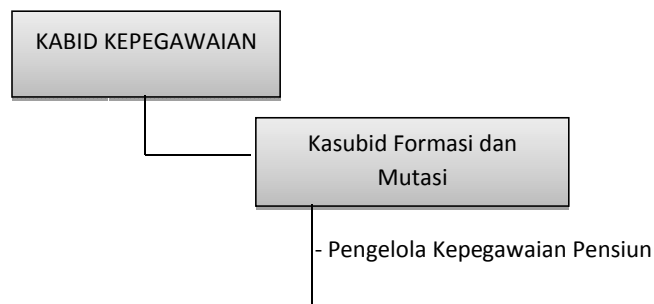 KABID KEPEGAWAIAN
Kasubid Formasi dan
Mutasi
- Pengelola Kepegawaian Pensiun